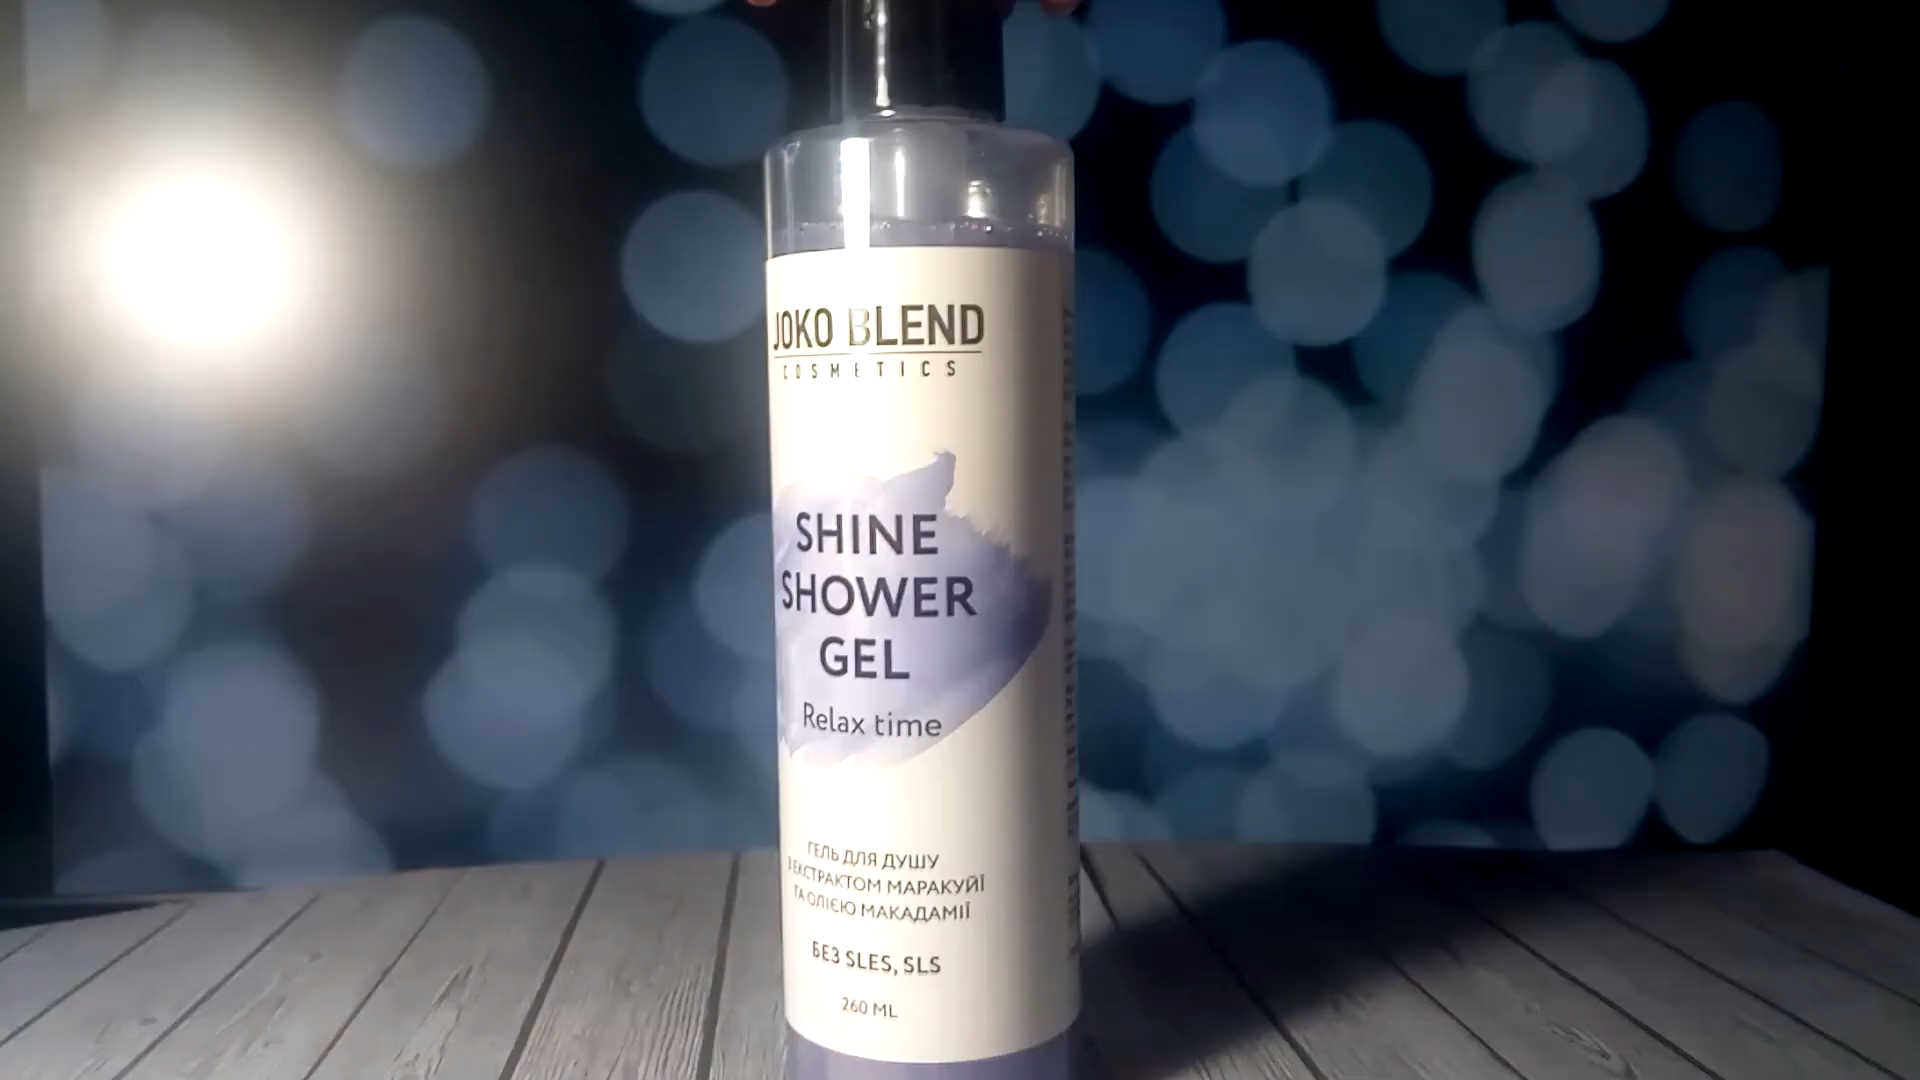 JOKO BLEND
COSMETICS
SHINE
SHOWER
GEL
Relax time
ГЕЛЬ ДЛЯ ДУШУ
З ЕКСТРАКТОМ МАРАКУЙЇ
ТА ОЛІЄЮ МАКАДАМІЇ
БЕЗ SLES, SLS
260 ML